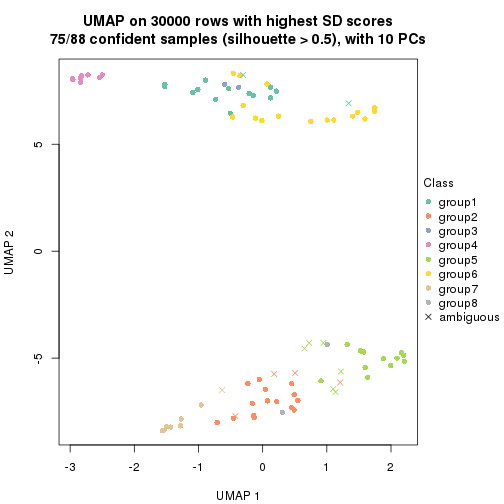 UMAP on 30000 rows with highest SD scores
75/88 confident samples (silhouette > 0.5), with 10 PCs
UMAP 2
5
0
-5
-3
-2
-1
0
1
2
UMAP 1
Class
group1
group2
group3
group4
group5
group6
group7
group8
ambiguous